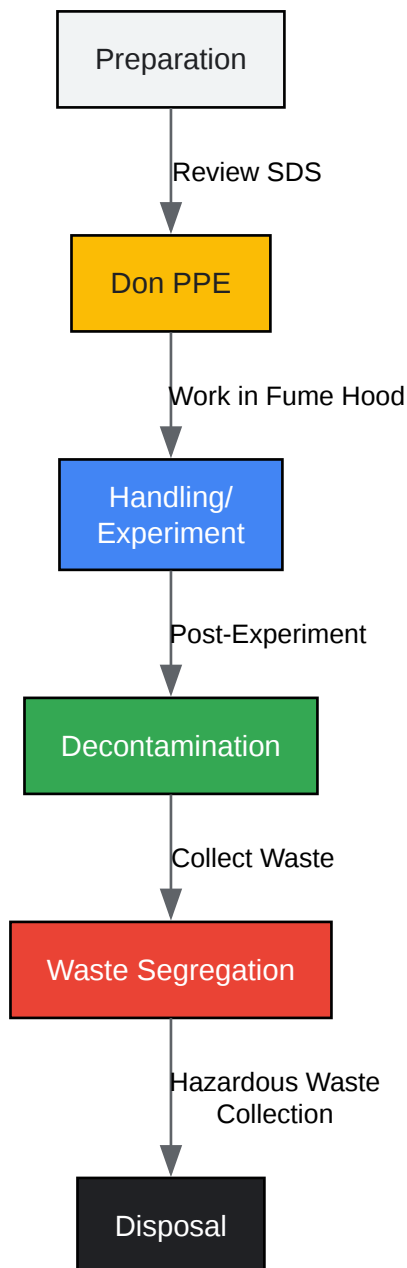 Preparation
Review SDS
Don PPE
Work in Fume Hood
Handling/
Experiment
Post-Experiment
Decontamination
Collect Waste
Waste Segregation
Hazardous Waste
Collection
Disposal